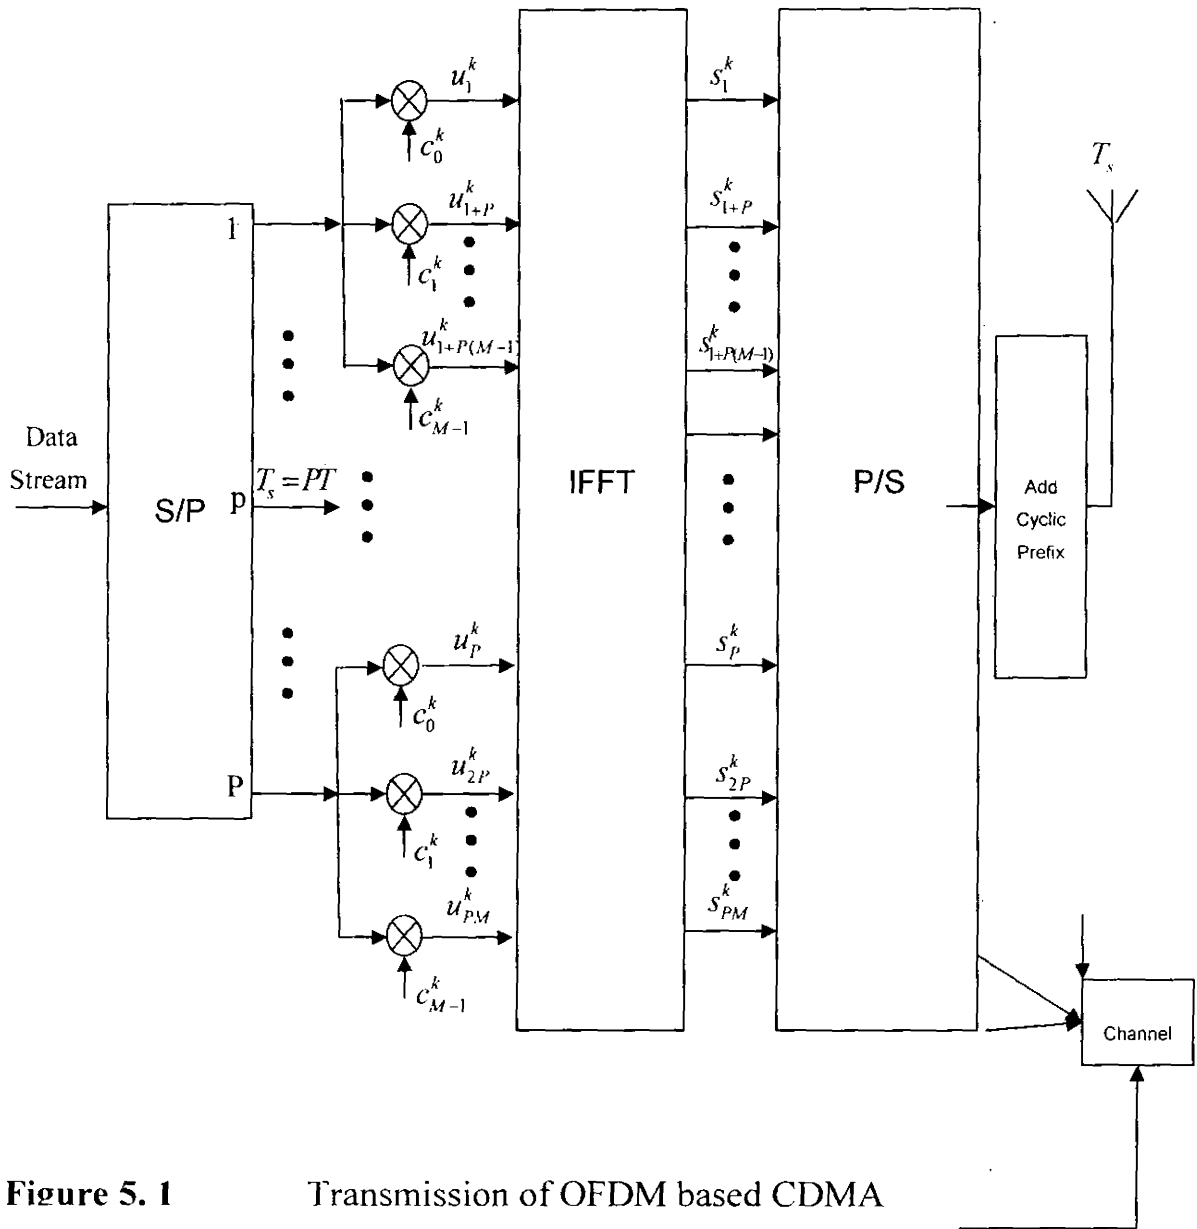 u_1^k
s_1^k
c_0^k
T_s
u_{1+P}^k
s_{1+P}^k
1
c_1^k
u_{1+P(M-1)}^k
s_{1+P(M-1)}^k
c_{M-1}^k
Data
Stream
S/P
p
T_s = PT
IFFT
P/S
Add
Cyclic
Prefix
u_P^k
s_P^k
c_0^k
u_{2P}^k
s_{2P}^k
P
c_1^k
u_{PM}^k
s_{PM}^k
c_{M-1}^k
Channel
Figure 5. 1 Transmission of OFDM based CDMA